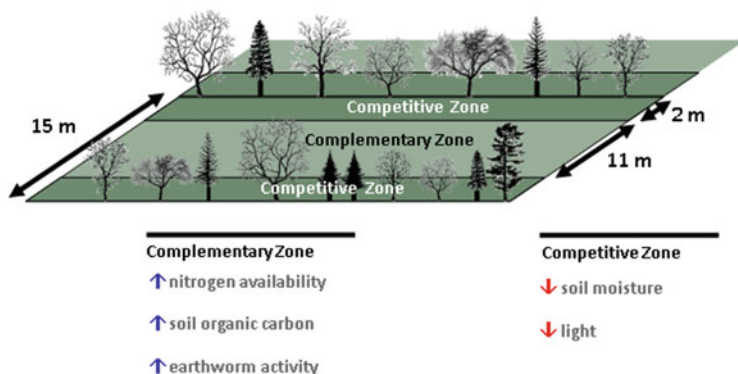 Competitive Zone
15 m
2 m
Complementary Zone
11 m
Competitive Zone
Complementary Zone
↑ nitrogen availability
↑ soil organic carbon
↑ earthworm activity
Competitive Zone
↓ soil moisture
↓ light